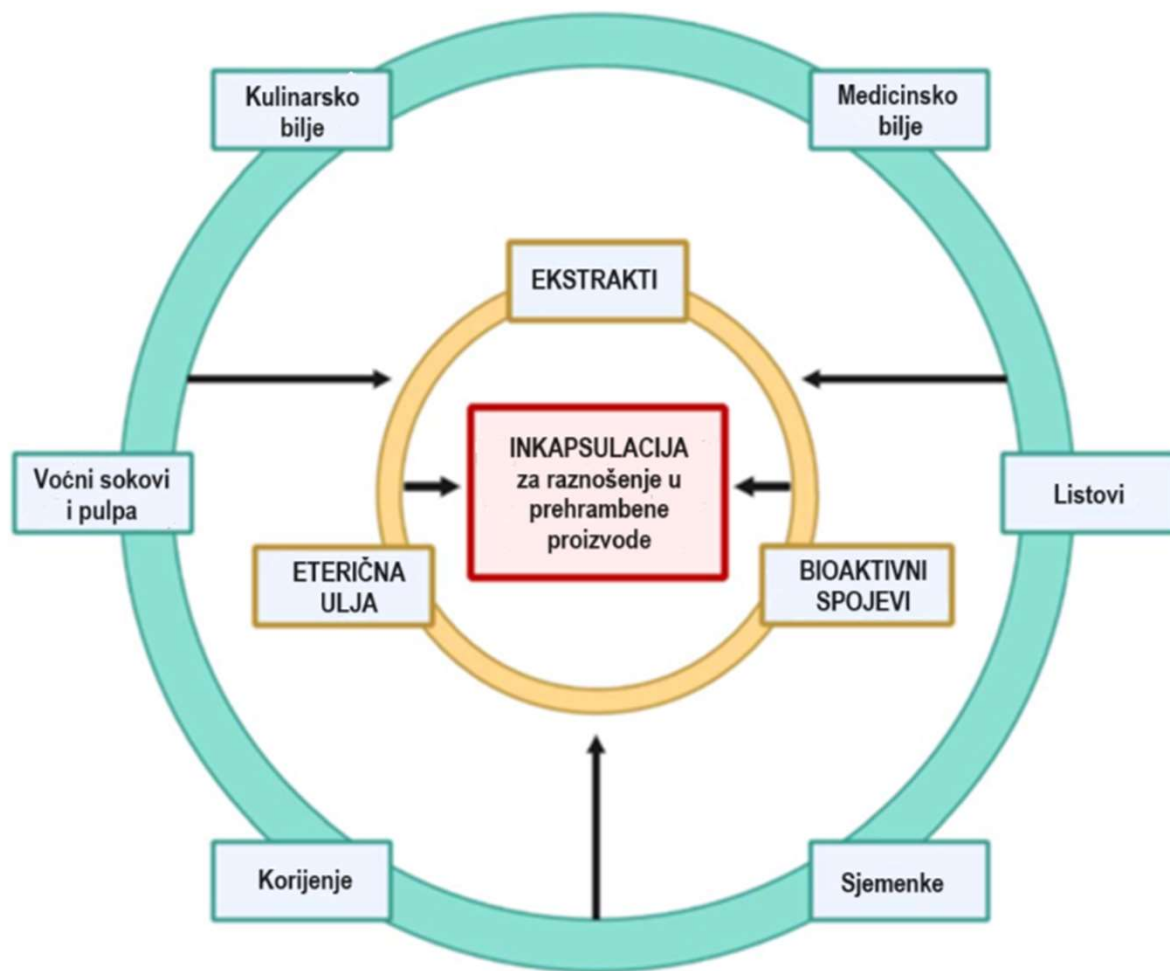 Kulinarsko
bilje
Medicinsko
bilje
EKSTRAKTI
INKAPSULACIJA
za raznošenje u
prehrambene
proizvode
Voćni sokovi
i pulpa
Listovi
ETERIČNA
ULJA
BIOAKTIVNI
SPOJEVI
Korijenje
Sjemenke